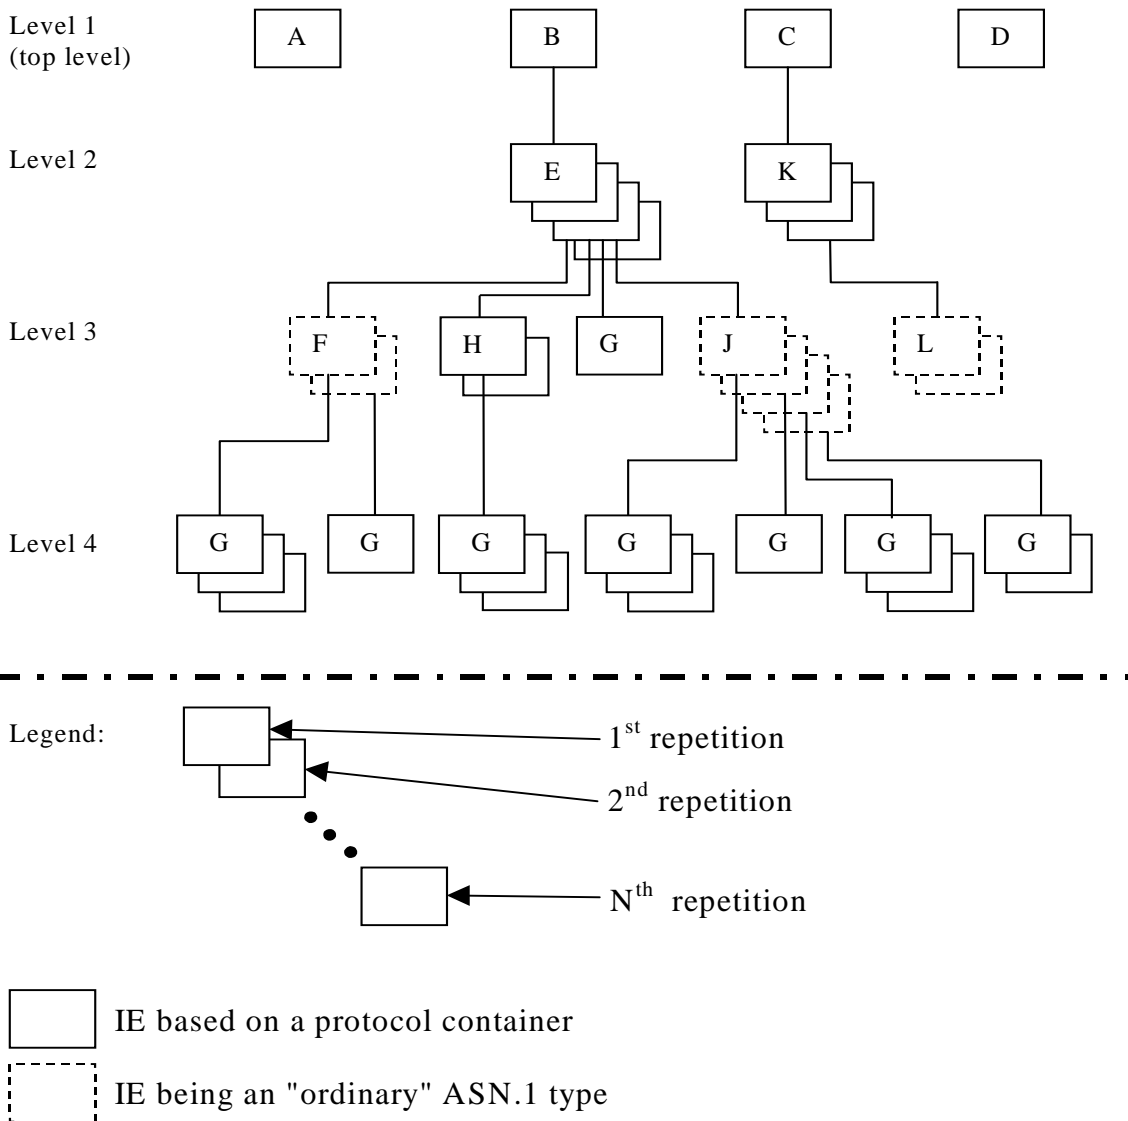 Level 1
(top level)
A B C D
Level 2
E K
Level 3
F H G J L
Level 4
G G G G G G G
Legend:
1st repetition
2nd repetition
Nth repetition
IE based on a protocol container
IE being an "ordinary" ASN.1 type